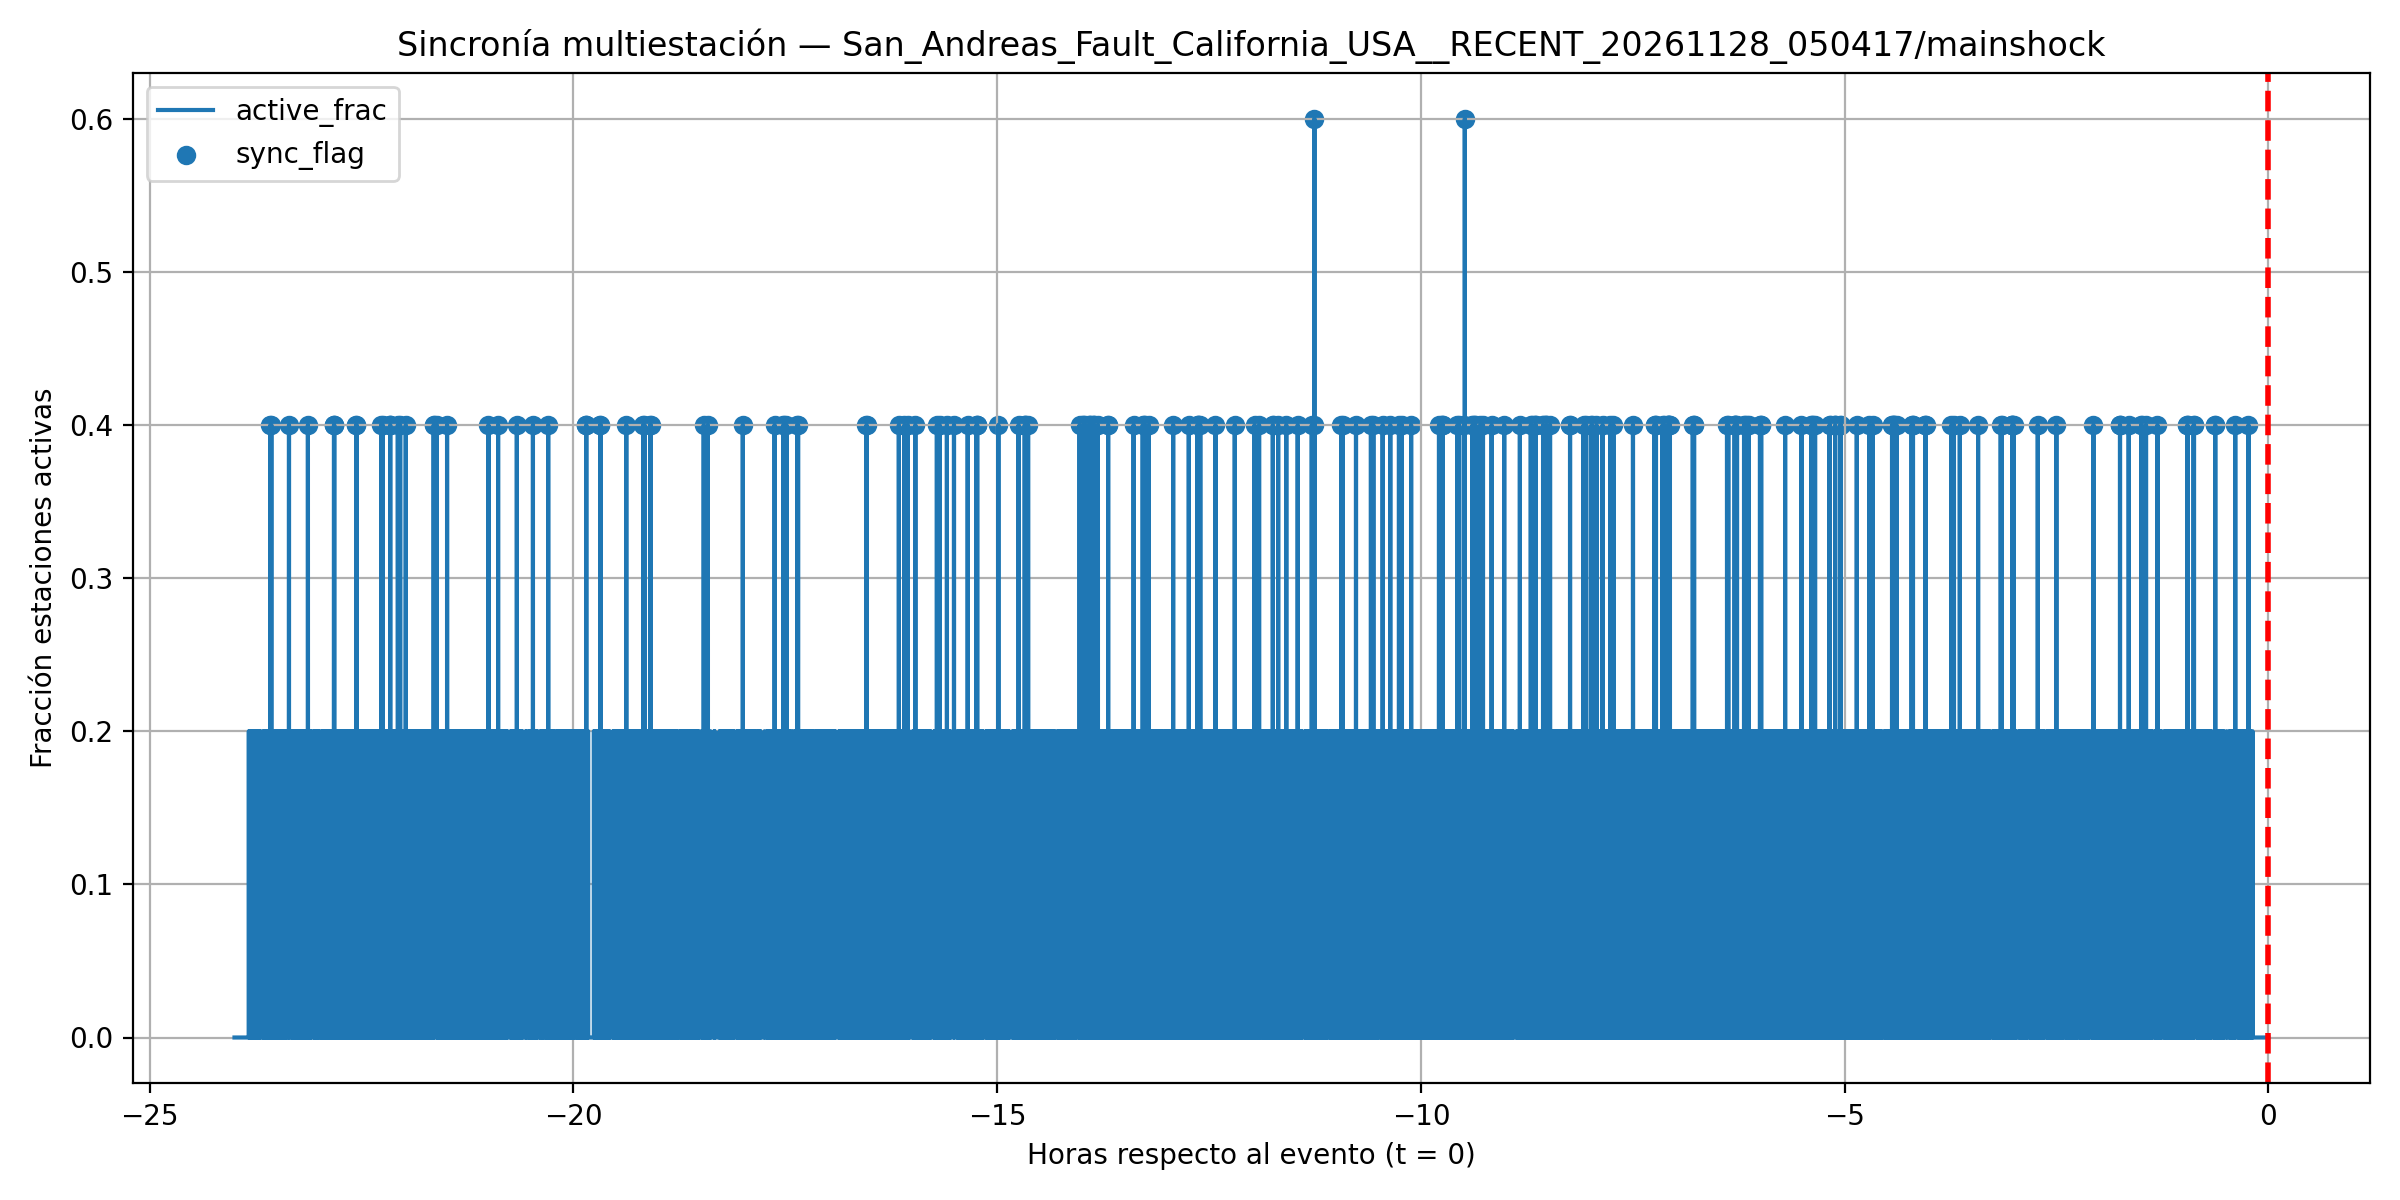 Sincronía multiestación — San_Andreas_Fault_California_USA__RECENT_20261128_050417/mainshock
active_frac
sync_flag
Fracción estaciones activas
0.6
0.5
0.4
0.3
0.2
0.1
0.0
−25
−20
−15
−10
−5
0
Horas respecto al evento (t = 0)